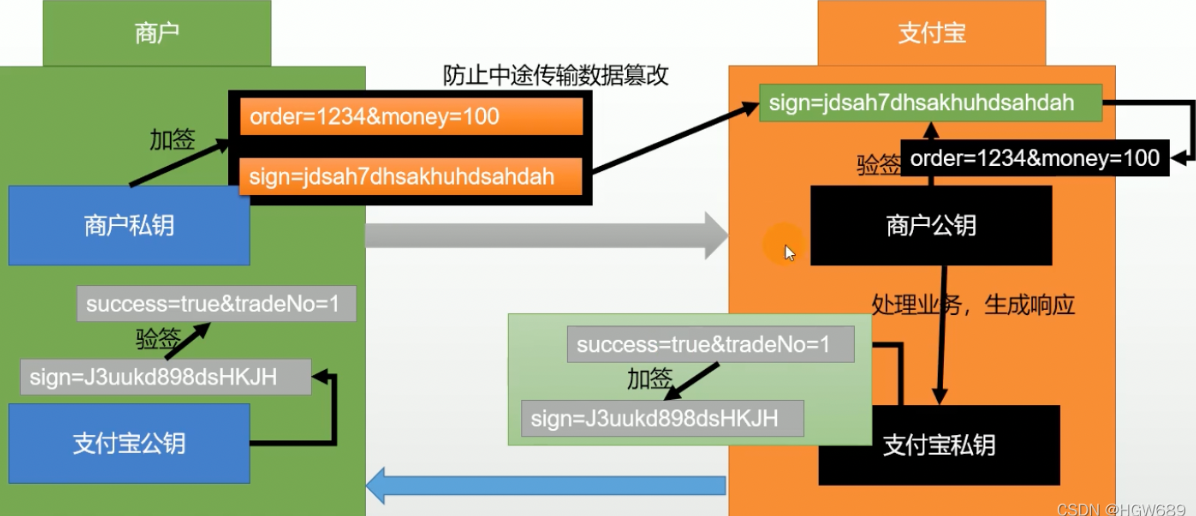 商户
支付宝
防止中途传输数据篡改
加签
order=1234&money=100
sign=jdsah7dhsakhuhdsahdah
sign=jdsah7dhsakhuhdsahdah
验签
order=1234&money=100
商户私钥
商户公钥
success=true&tradeNo=1
验签
sign=J3uukd898dsHKJH
支付宝公钥
处理业务，生成响应
success=true&tradeNo=1
加签
sign=J3uukd898dsHKJH
支付宝私钥
CSDN @HGW689